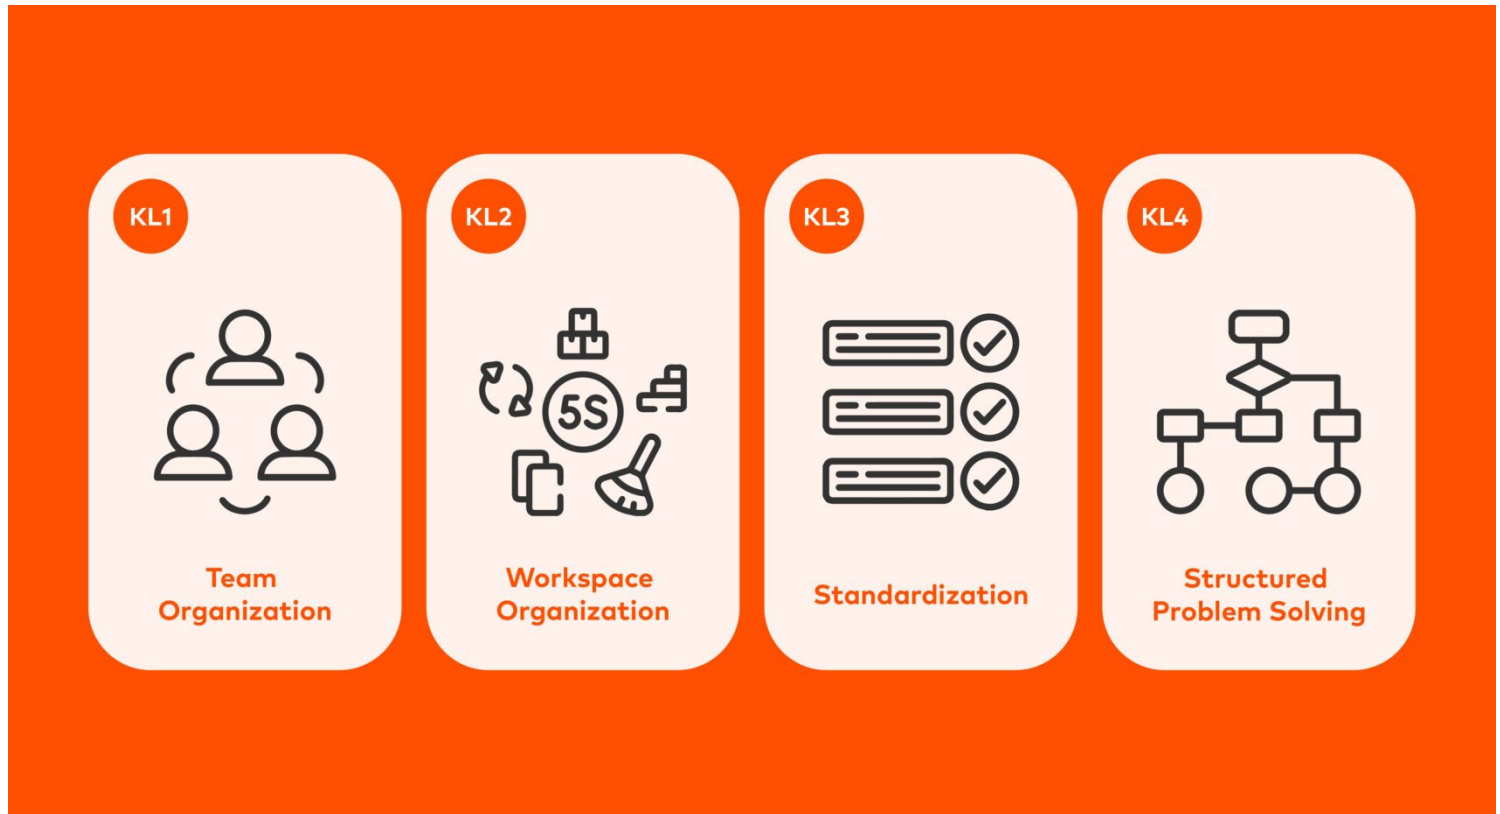 KL1
Team
Organization
KL2
5S
Workspace
Organization
KL3
Standardization
KL4
Structured
Problem Solving